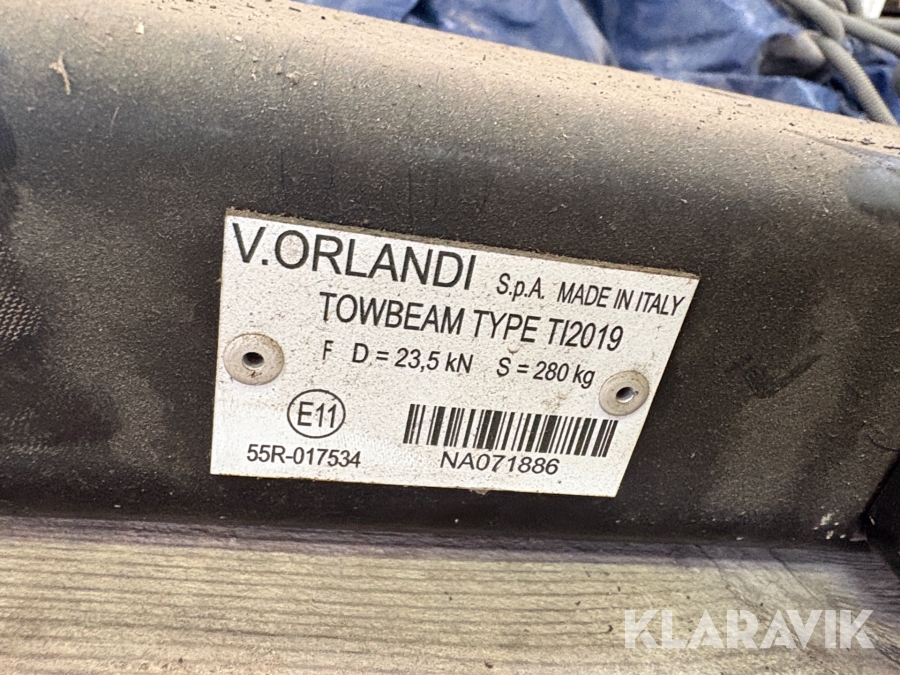 V.ORLANDI S.p.A. MADE IN ITALY
TOWBEAM TYPE TI2019
F D = 23,5 kN S = 280 kg
E11
55R-017534
NA071886
KLARAVIK